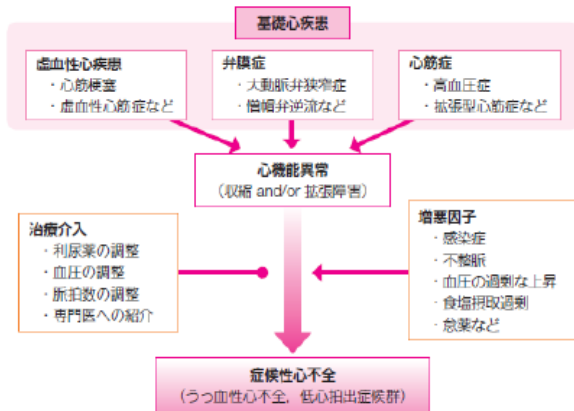 基礎心疾患
虚血性心疾患
・心筋梗塞
・虚血性心筋症など
弁膜症
・大動脈弁狭窄症
・僧帽弁逆流など
心筋症
・高血圧症
・拡張型心筋症など
心機能異常
（収縮 and/or 拡張障害）
治療介入
・利尿薬の調整
・血圧の調整
・脈拍数の調整
・専門医への紹介
増悪因子
・感染症
・不整脈
・血圧の過剰な上昇
・食塩摂取過剰
・怠薬など
症候性心不全
（うっ血性心不全，低心拍出症候群）